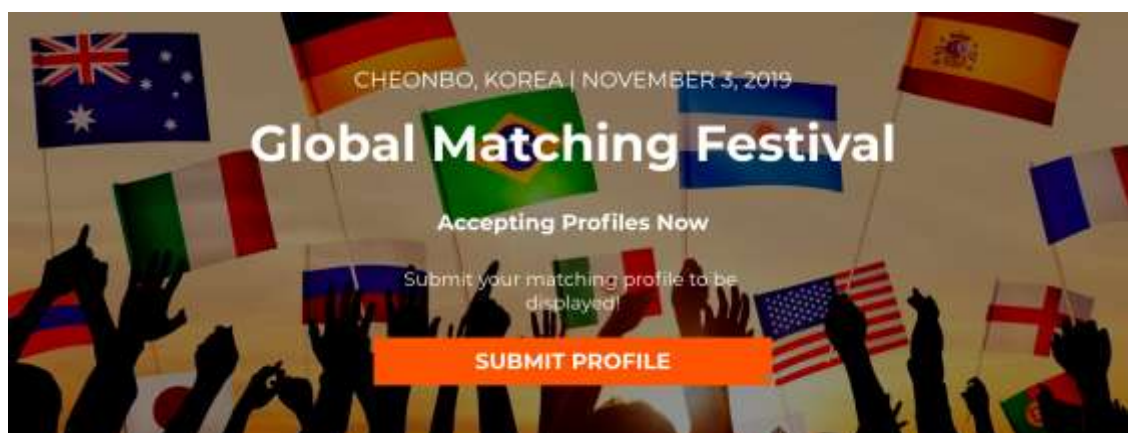 CHEONBO, KOREA | NOVEMBER 3, 2019
Global Matching Festival
Accepting Profiles Now
Submit your matching profile to be
displayed!
SUBMIT PROFILE